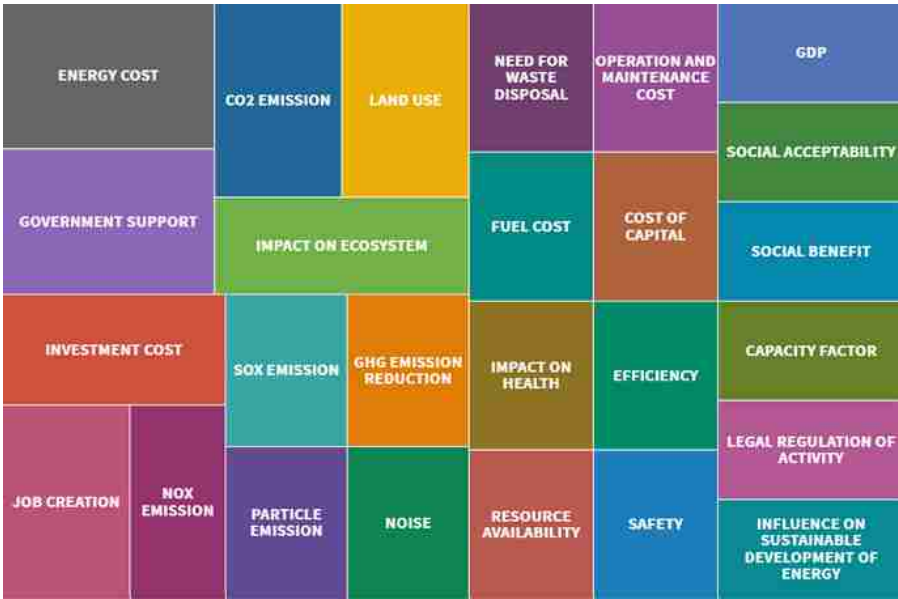 ENERGY COST
CO2 EMISSION
LAND USE
NEED FOR
WASTE
DISPOSAL
OPERATION AND
MAINTENANCE
COST
GDP
SOCIAL ACCEPTABILITY
GOVERNMENT SUPPORT
IMPACT ON ECOSYSTEM
FUEL COST
COST OF
CAPITAL
SOCIAL BENEFIT
INVESTMENT COST
SOX EMISSION
GHG EMISSION
REDUCTION
IMPACT ON
HEALTH
EFFICIENCY
CAPACITY FACTOR
LEGAL REGULATION OF
ACTIVITY
JOB CREATION
NOX
EMISSION
PARTICLE
EMISSION
NOISE
RESOURCE
AVAILABILITY
SAFETY
INFLUENCE ON
SUSTAINABLE
DEVELOPMENT OF
ENERGY